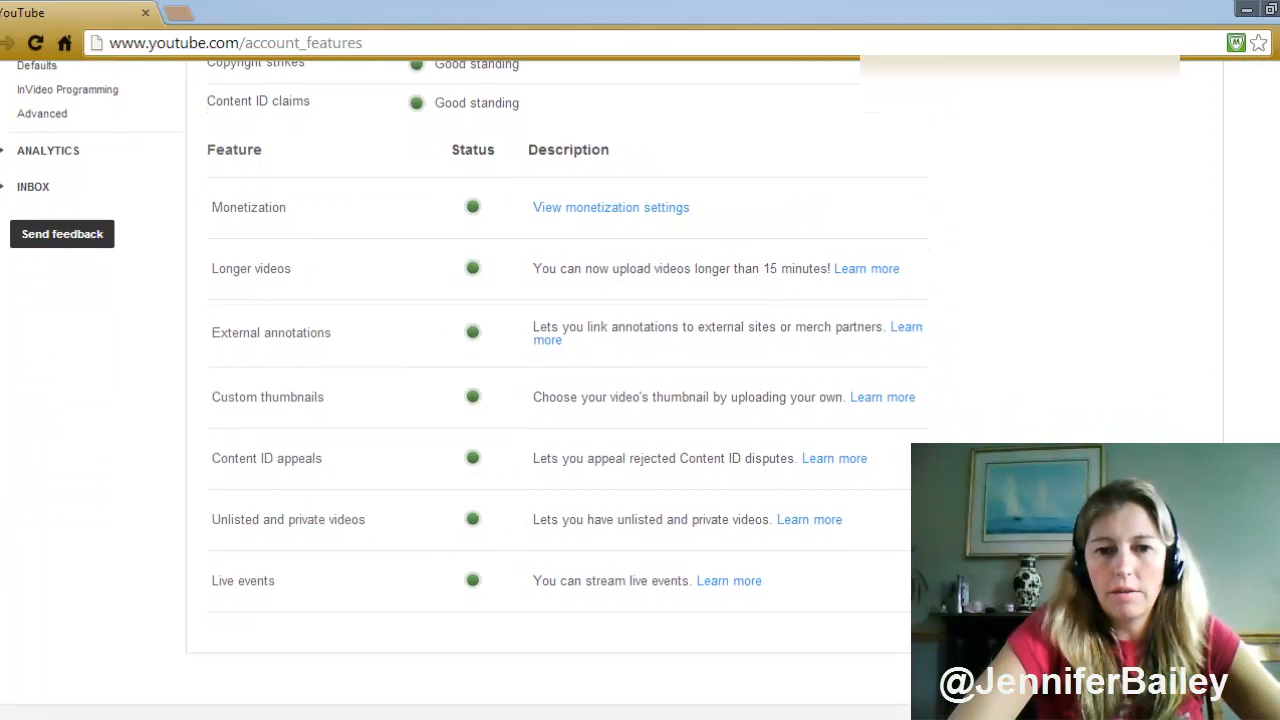 YouTube
www.youtube.com/account_features
Defaults
InVideo Programming
Advanced
ANALYTICS
INBOX
Send feedback
Copyright strikes Good standing
Content ID claims Good standing
Feature Status Description
Monetization View monetization settings
Longer videos You can now upload videos longer than 15 minutes! Learn more
External annotations Lets you link annotations to external sites or merch partners. Learn
more
Custom thumbnails Choose your video's thumbnail by uploading your own. Learn more
Content ID appeals Lets you appeal rejected Content ID disputes. Learn more
Unlisted and private videos Lets you have unlisted and private videos. Learn more
Live events You can stream live events. Learn more
@JenniferBailey